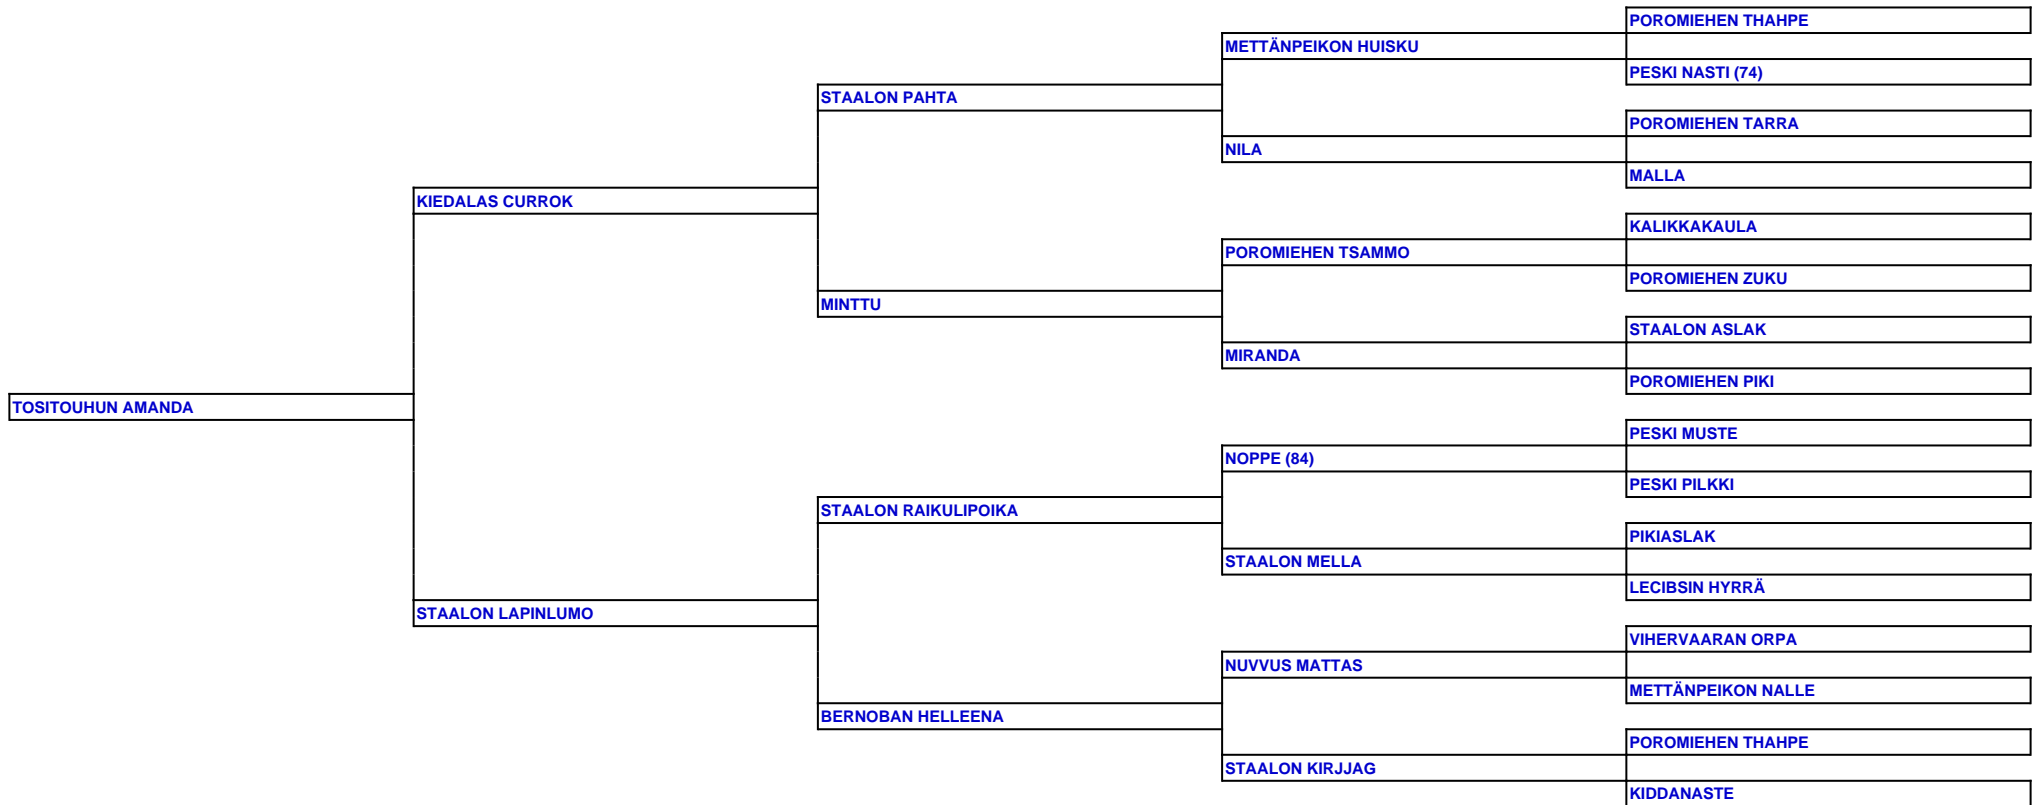 POROMIEHEN THAHPE
METTÄNPEIKON HUISKU
PESKI NASTI (74)
STAALON PAHTA
POROMIEHEN TARRA
NILA
MALLA
KIEDALAS CURROK
KALIKKAKAULA
POROMIEHEN TSAMMO
POROMIEHEN ZUKU
MINTTU
STAALON ASLAK
MIRANDA
POROMIEHEN PIKI
TOSITOUHUN AMANDA
PESKI MUSTE
NOPPE (84)
PESKI PILKKI
STAALON RAIKULIPOIKA
PIKIASLAK
STAALON MELLA
LECIBSIN HYRRÄ
STAALON LAPINLUMO
VIHERVAARAN ORPA
NUVVUS MATTAS
METTÄNPEIKON NALLE
BERNOBAN HELLEENA
POROMIEHEN THAHPE
STAALON KIRJJAG
KIDDANASTE